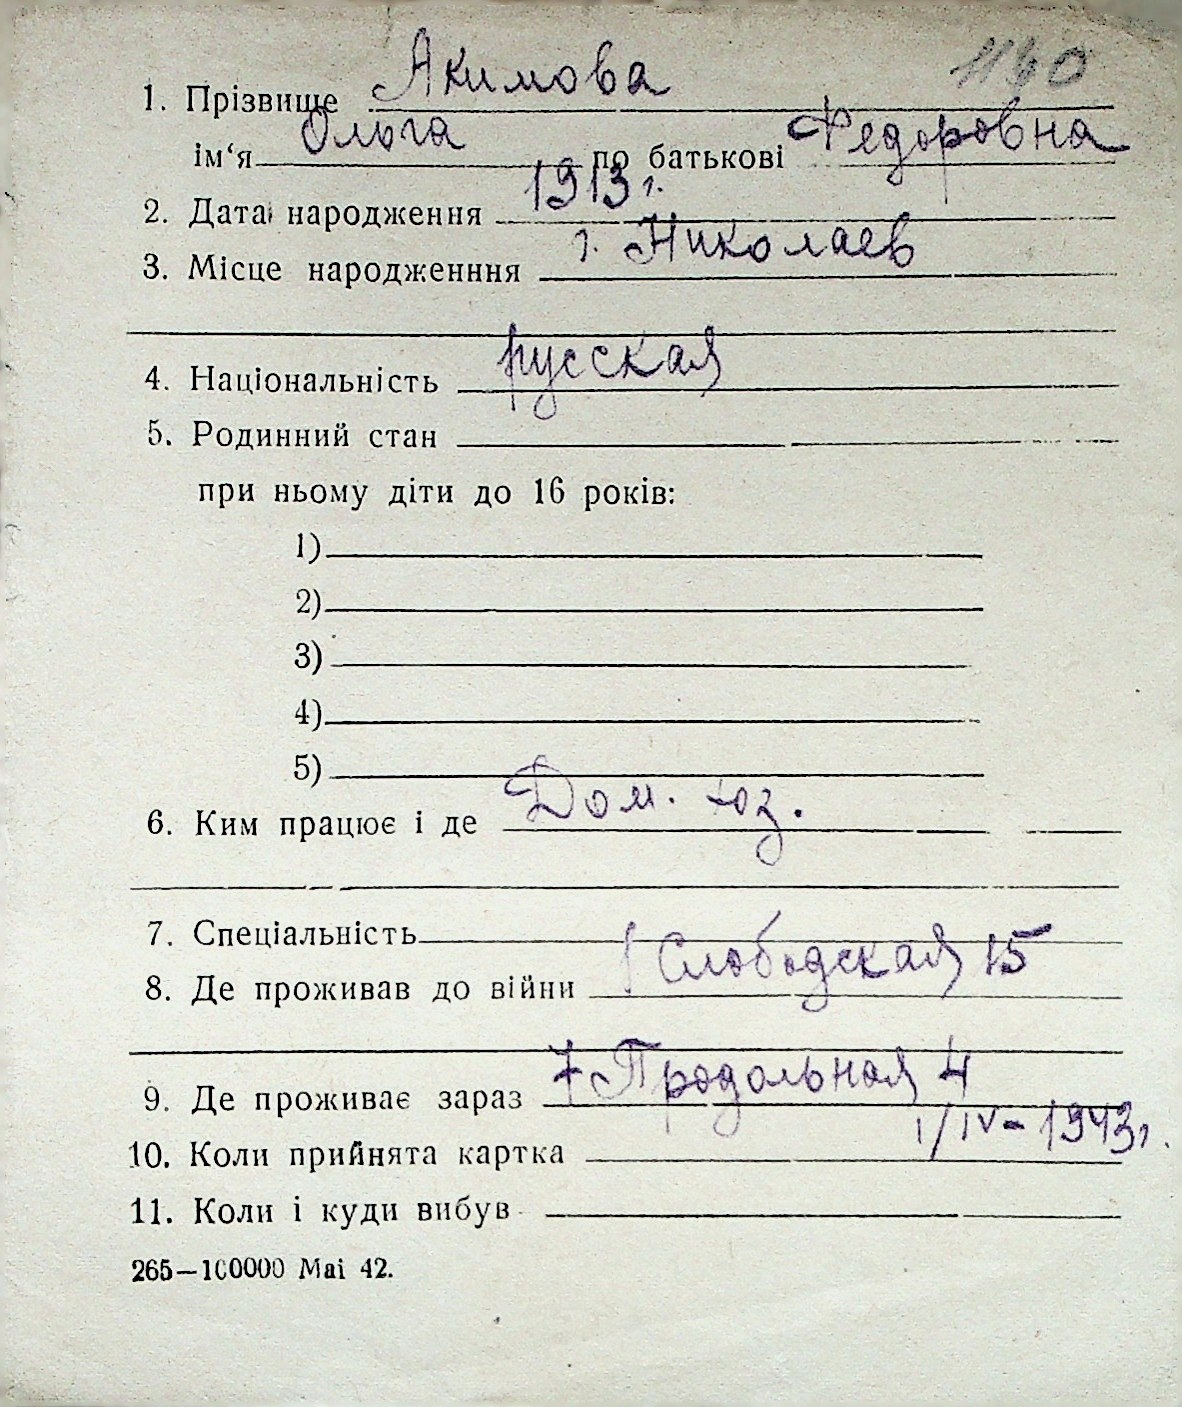 1140
1. Прізвище Акимова
ім‘я Ольга по батькові Федоровна
2. Дата народження 1913 г.
3. Місце народженння г. Николаев
4. Національність русская
5. Родинний стан
при ньому діти до 16 років:
1)
2)
3)
4)
5)
6. Ким працює і де Дом. хоз.
7. Спеціальність
8. Де проживав до війни Слободская 15
9. Де проживає зараз 7 Продольная 4
10. Коли прийнята картка 1/IV-1943г.
11. Коли і куди вибув
265—100000 Mai 42.